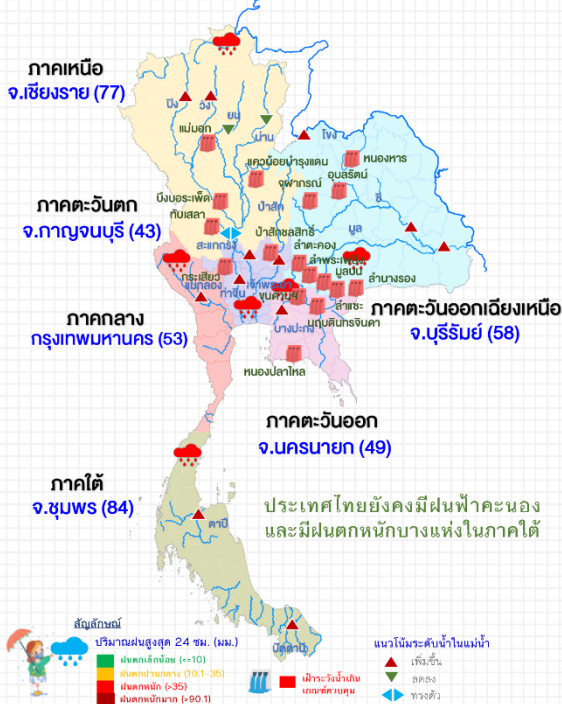 ภาคเหนือ
จ.เชียงราย (77)
ปิง
วัง
ยม
น่าน
แม่มอก
โขง
หนองหาร
แควน้อยบำรุงแดน
จุฬาภรณ์
อุบลรัตน์
ชี
มูล
ภาคตะวันตก
จ.กาญจนบุรี (43)
บึงบอระเพ็ด
ทับเสลา
ป่าสัก
สะแกกรัง
ป่าสักชลสิทธิ์
ลำตะคอง
ลำพระเพลิง
มูลบน
ลำนางรอง
ลำแซะ
กระเสียว
แม่กลอง
ท่าจีน
เจ้าพระยา
ขุนด่านฯ
นฤบดินทรจินดา
บางปะกง
หนองปลาไหล
ภาคกลาง
กรุงเทพมหานคร (53)
ภาคตะวันออกเฉียงเหนือ
จ.บุรีรัมย์ (58)
ภาคตะวันออก
จ.นครนายก (49)
ภาคใต้
จ.ชุมพร (84)
ตาปี
ปัตตานี
ประเทศไทยยังคงมีฝนฟ้าคะนอง
และมีฝนตกหนักบางแห่งในภาคใต้
สัญลักษณ์
ปริมาณฝนสูงสุด 24 ชม. (มม.)
ฝนตกเล็กน้อย (<=10)
ฝนตกปานกลาง (10.1-35)
ฝนตกหนัก (>35)
ฝนตกหนักมาก (>90.1)
เฝ้าระวังน้ำเกิน
เกณฑ์ควบคุม
แนวโน้มระดับน้ำในแม่น้ำ
เพิ่มขึ้น
ลดลง
ทรงตัว